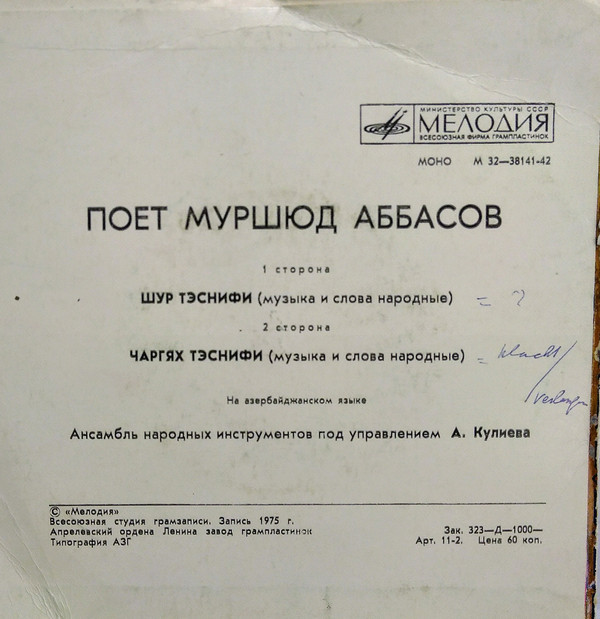 МИНИСТЕРСТВО КУЛЬТУРЫ СССР
МЕЛОДИЯ
ВСЕСОЮЗНАЯ ФИРМА ГРАМПЛАСТИНОК
МОНО М 32—38141-42
ПОЕТ МУРШЮД АББАСОВ
1 сторона
ШУР ТЭСНИФИ (музыка и слова народные) = ?
2 сторона
ЧАРГЯХ ТЭСНИФИ (музыка и слова народные) =
На азербайджанском языке
Ансамбль народных инструментов под управлением А. Кулиева
© «Мелодия»
Всесоюзная студия грамзаписи. Запись 1975 г.
Апрелевский ордена Ленина завод грампластинок
Типография АЗГ
Зак. 323—Д—1000—
Арт. 11-2. Цена 60 коп.